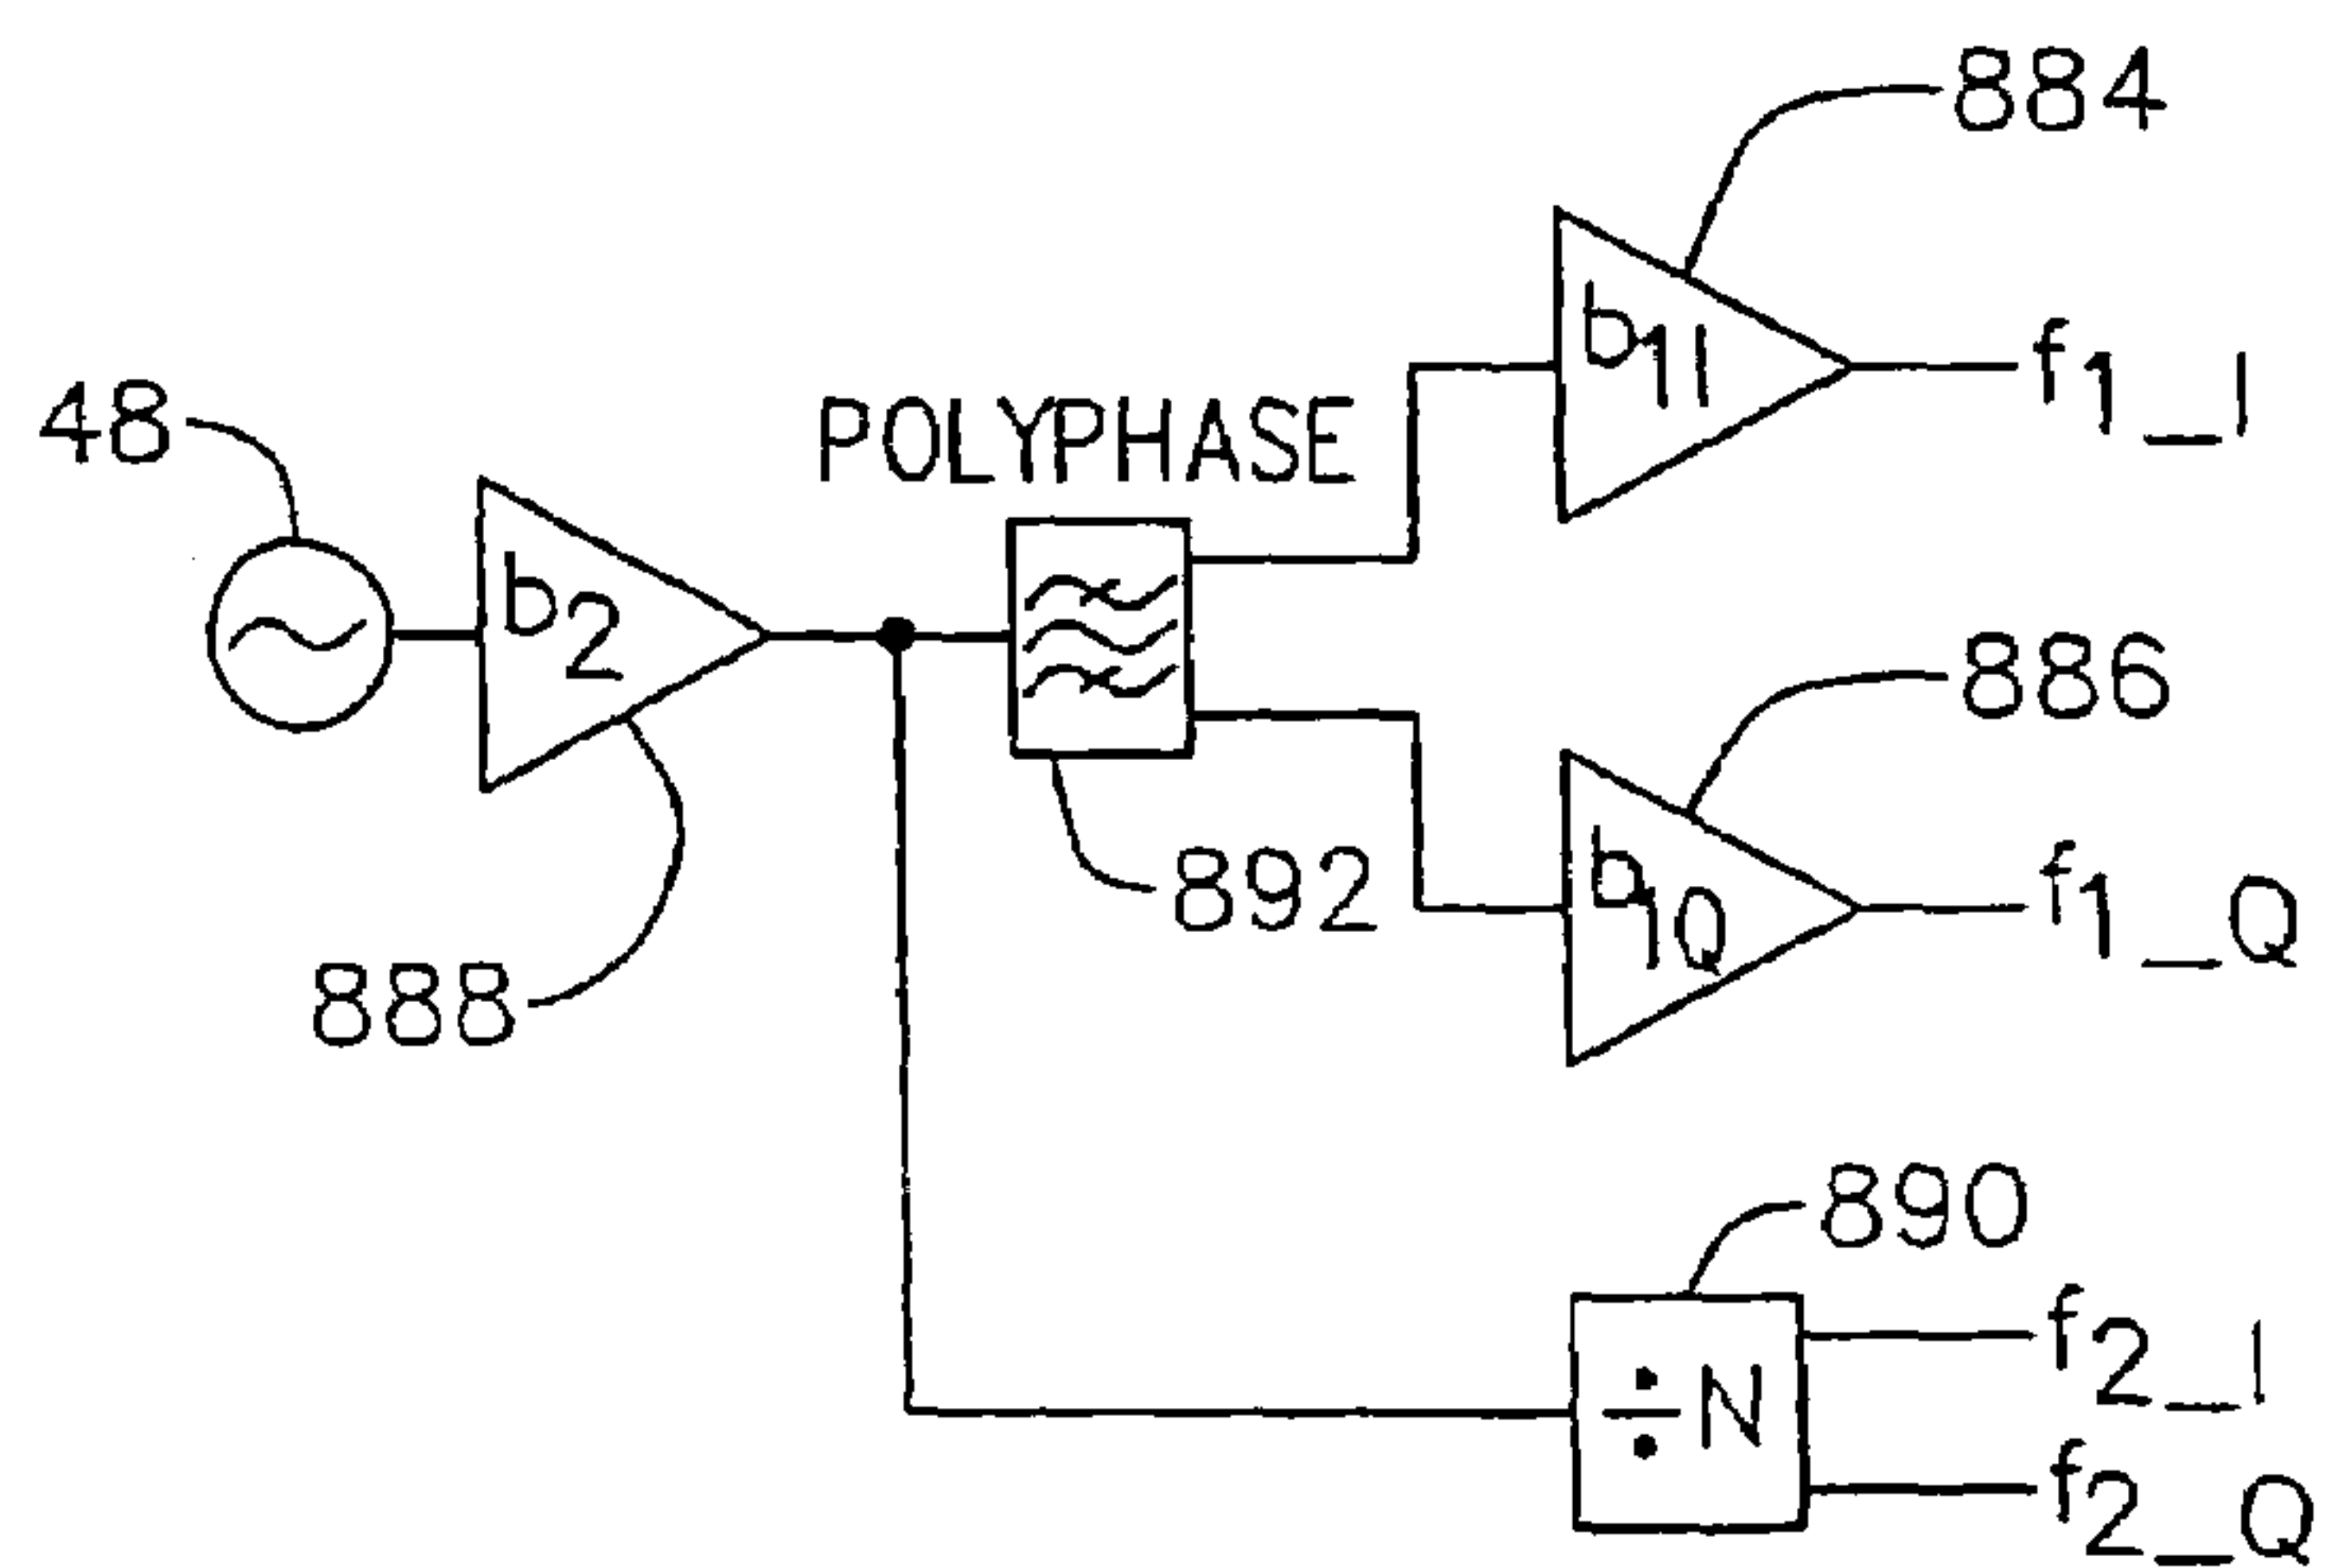 884
b1I
f1_I
48
POLYPHASE
b2
886
892
b1Q
f1_Q
888
890
÷N
f2_I
f2_Q